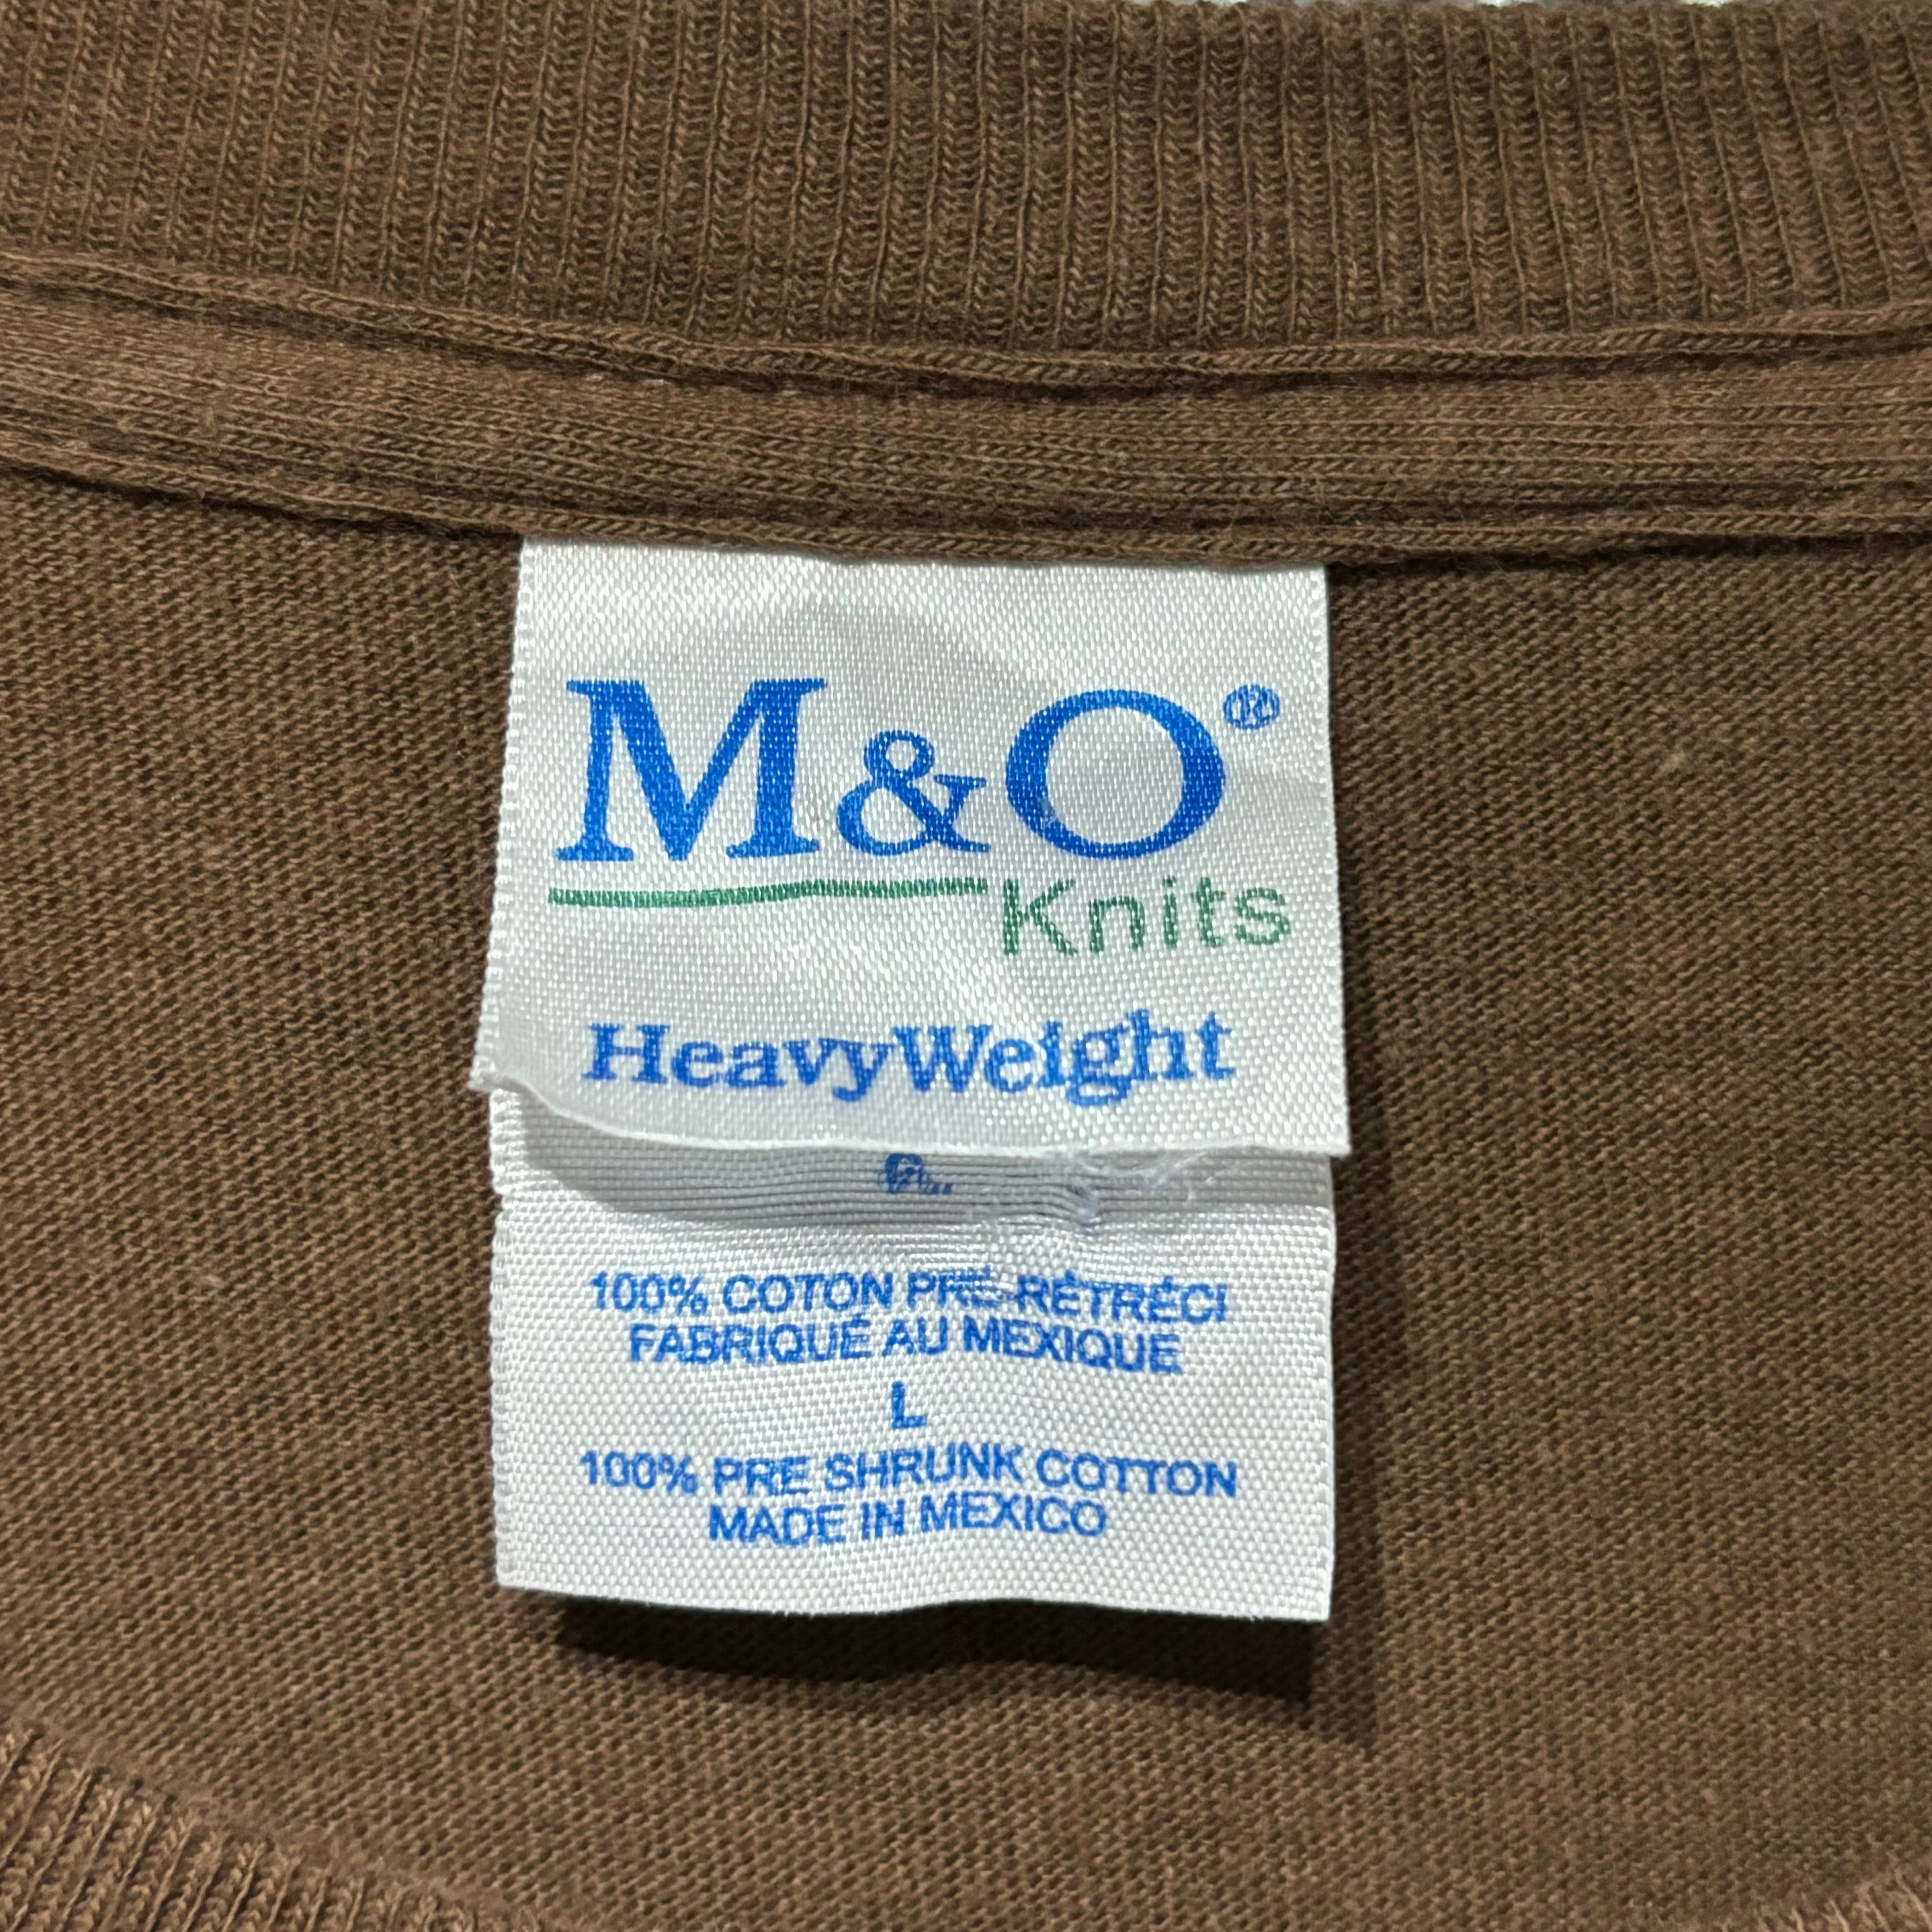 M&O®
Knits
HeavyWeight
100% COTON PRÉ-RÉTRÉCI
FABRIQUÉ AU MEXIQUE
L
100% PRE SHRUNK COTTON
MADE IN MEXICO